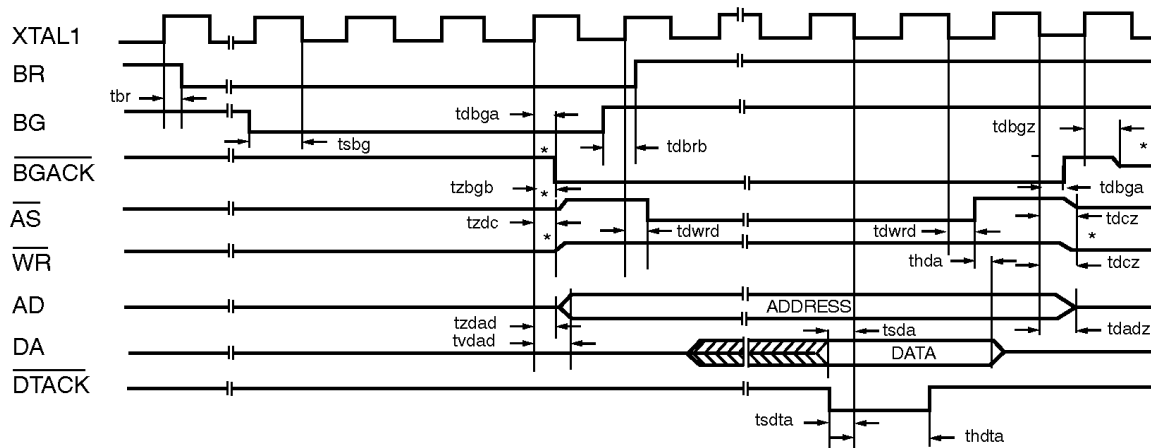 XTAL1
BR
tbr
BG
tdbga
tdbgz
tsbg
tdbrb
*
*
BGACK
tzbgb
tdbga
*
AS
tzdc
tdwrd
tdwrd
tdcz
*
*
WR
thda
tdcz
AD
ADDRESS
tzdad
tsda
tdadz
tvdad
DA
DATA
DTACK
tsdta
thdta